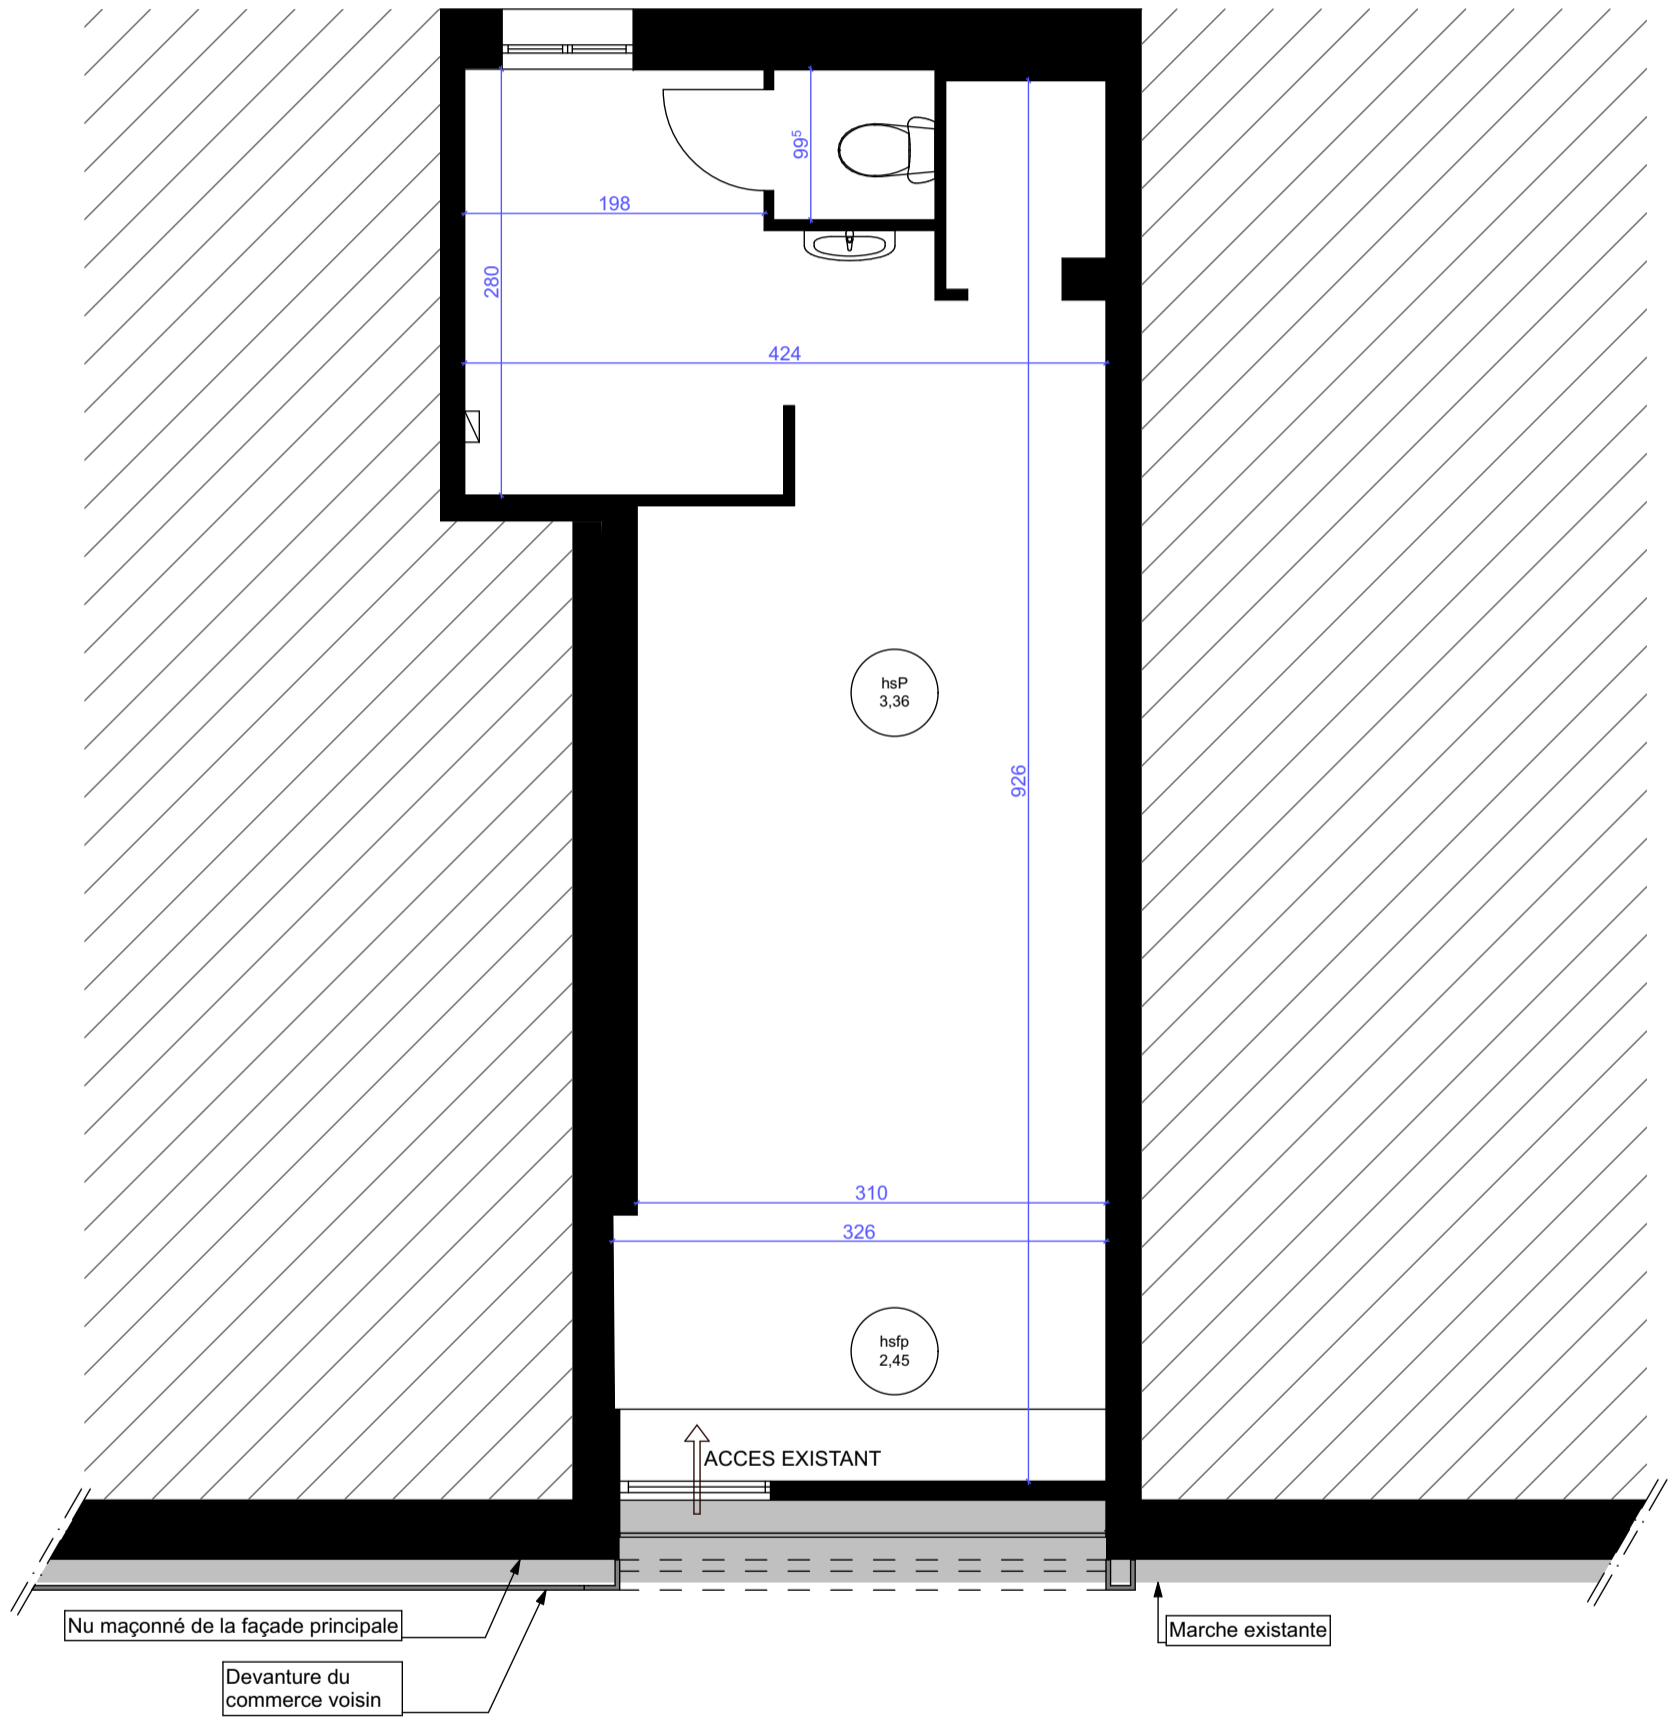 99⁵
198
280
424
hsP
3,36
926
310
326
hsfp
2,45
ACCES EXISTANT
Nu maçonné de la façade principale
Marche existante
Devanture du
commerce voisin